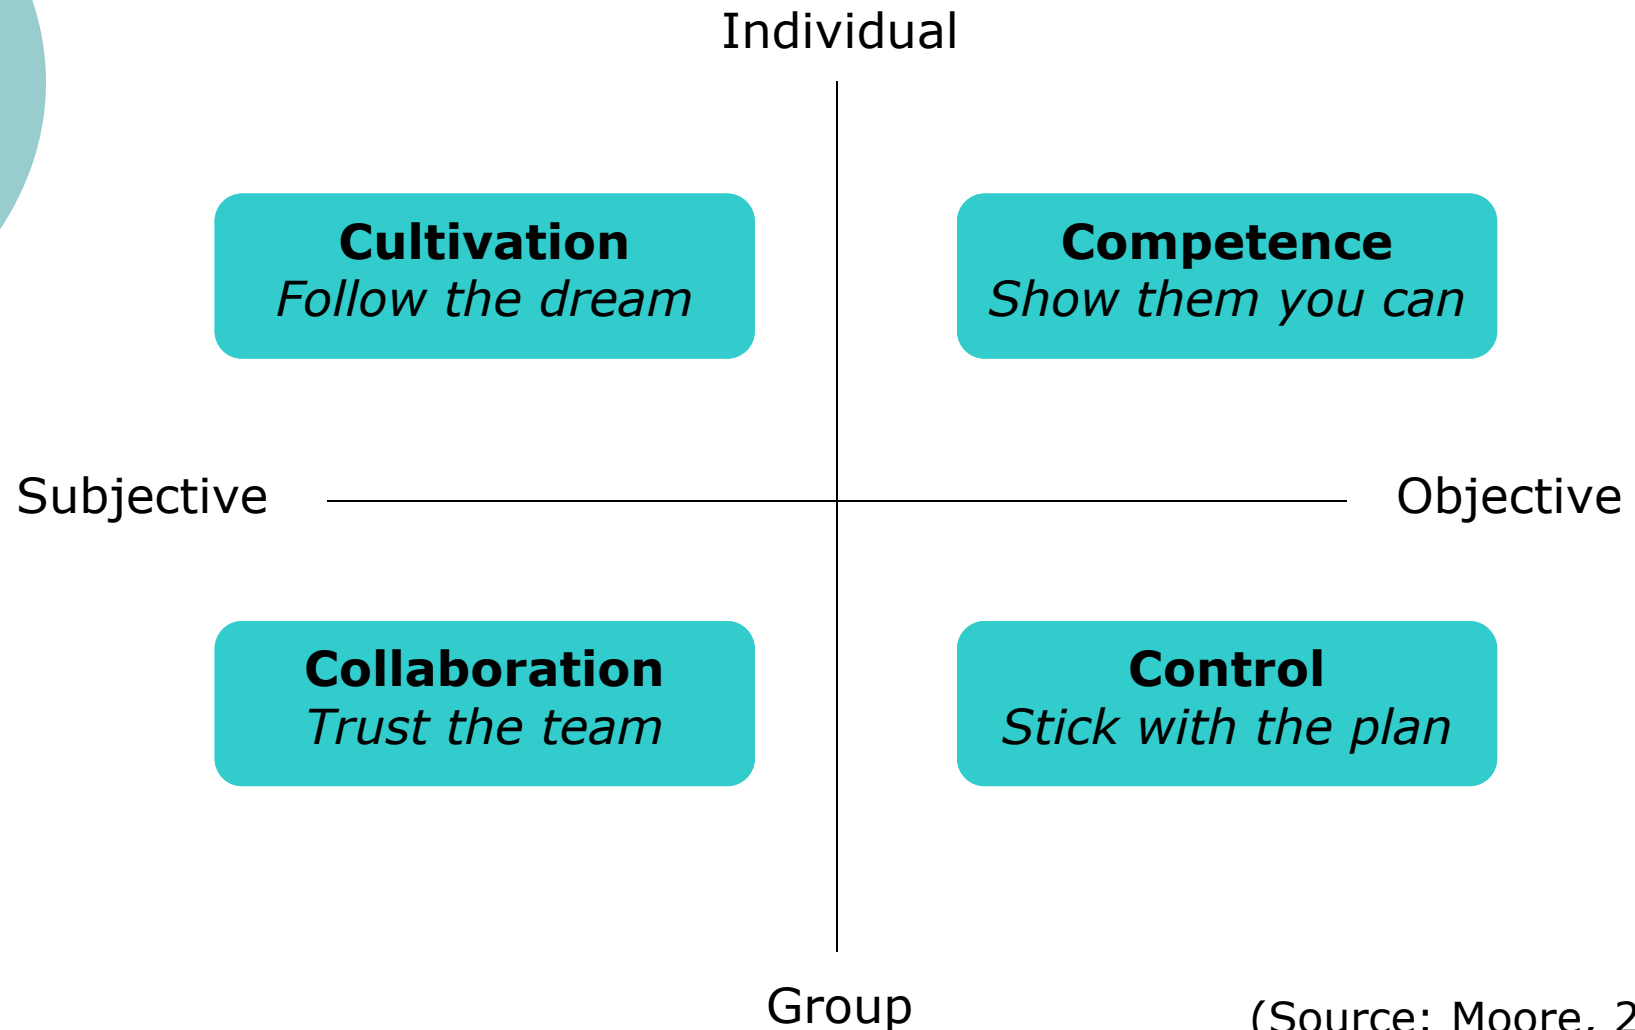 Individual
Cultivation
Follow the dream
Competence
Show them you can
Subjective
Objective
Collaboration
Trust the team
Control
Stick with the plan
Group
(Source: Moore, 2